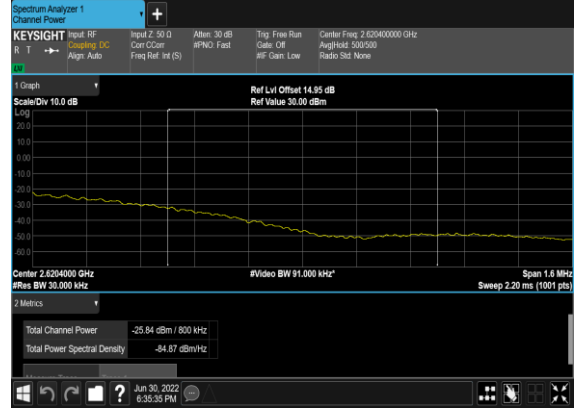 Spectrum Analyzer 1
Channel Power
+
KEYSIGHT
R T
Input: RF
Coupling: DC
Align: Auto
Input Z: 50 Ω
Corr CCorr
Freq Ref: Int (S)
Atten: 30 dB
#PNO: Fast
Trig: Free Run
Gate: Off
#IF Gain: Low
Center Freq: 2.620400000 GHz
Avg|Hold: 500/500
Radio Std: None
1 Graph
Scale/Div 10.0 dB
Ref Lvl Offset 14.95 dB
Ref Value 30.00 dBm
Log
20.0
10.0
0.00
-10.0
-20.0
-30.0
-40.0
-50.0
-60.0
Center 2.6204000 GHz
#Res BW 30.000 kHz
#Video BW 91.000 kHz*
Span 1.6 MHz
Sweep 2.20 ms (1001 pts)
2 Metrics
Total Channel Power -25.84 dBm / 800 kHz
Total Power Spectral Density -84.87 dBm/Hz
?
Jun 30, 2022
6:35:35 PM